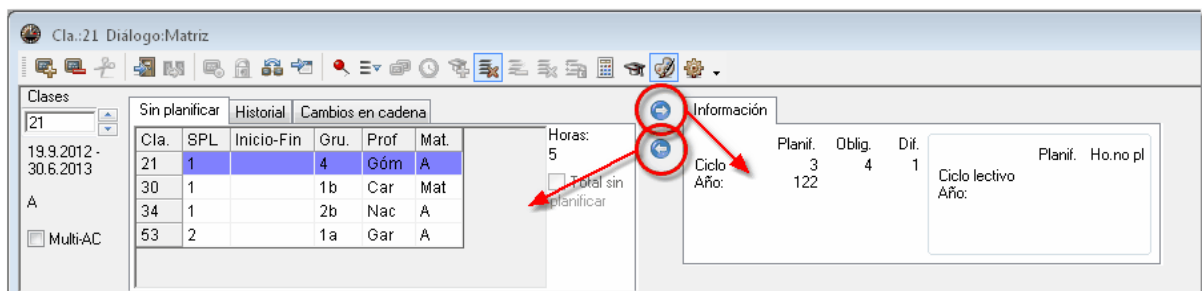 Cla.:21 Diálogo:Matriz
Clases
21
19.9.2012 -
30.6.2013
A
Multi-AC
Sin planificar Historial Cambios en cadena
Cla. SPL Inicio-Fin Gru. Prof Mat.
21 1 4 Góm A
30 1 1b Car Mat
34 1 2b Nac A
53 2 1a Gar A
Horas:
5
Total sin
planificar
Información
Planif. Oblig. Dif.
Ciclo 3 4 1
Año: 122
Planif. Ho.no pl
Ciclo lectivo
Año: